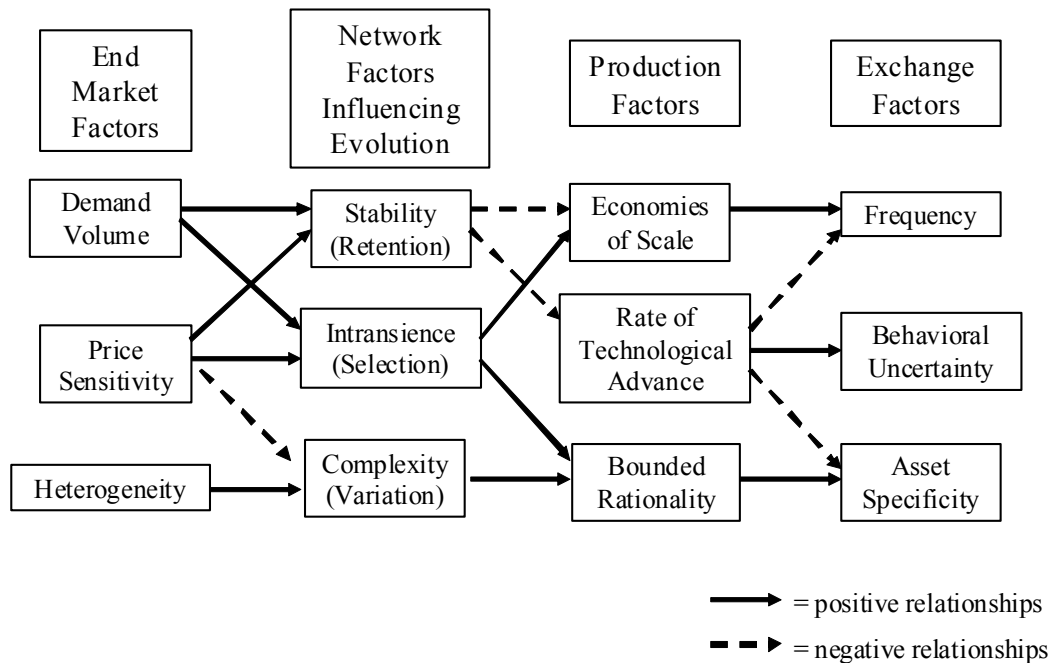 End
Market
Factors
Network
Factors
Influencing
Evolution
Production
Factors
Exchange
Factors
Demand
Volume
Stability
(Retention)
Economies
of Scale
Frequency
Price
Sensitivity
Intransience
(Selection)
Rate of
Technological
Advance
Behavioral
Uncertainty
Heterogeneity
Complexity
(Variation)
Bounded
Rationality
Asset
Specificity
= positive relationships
= negative relationships